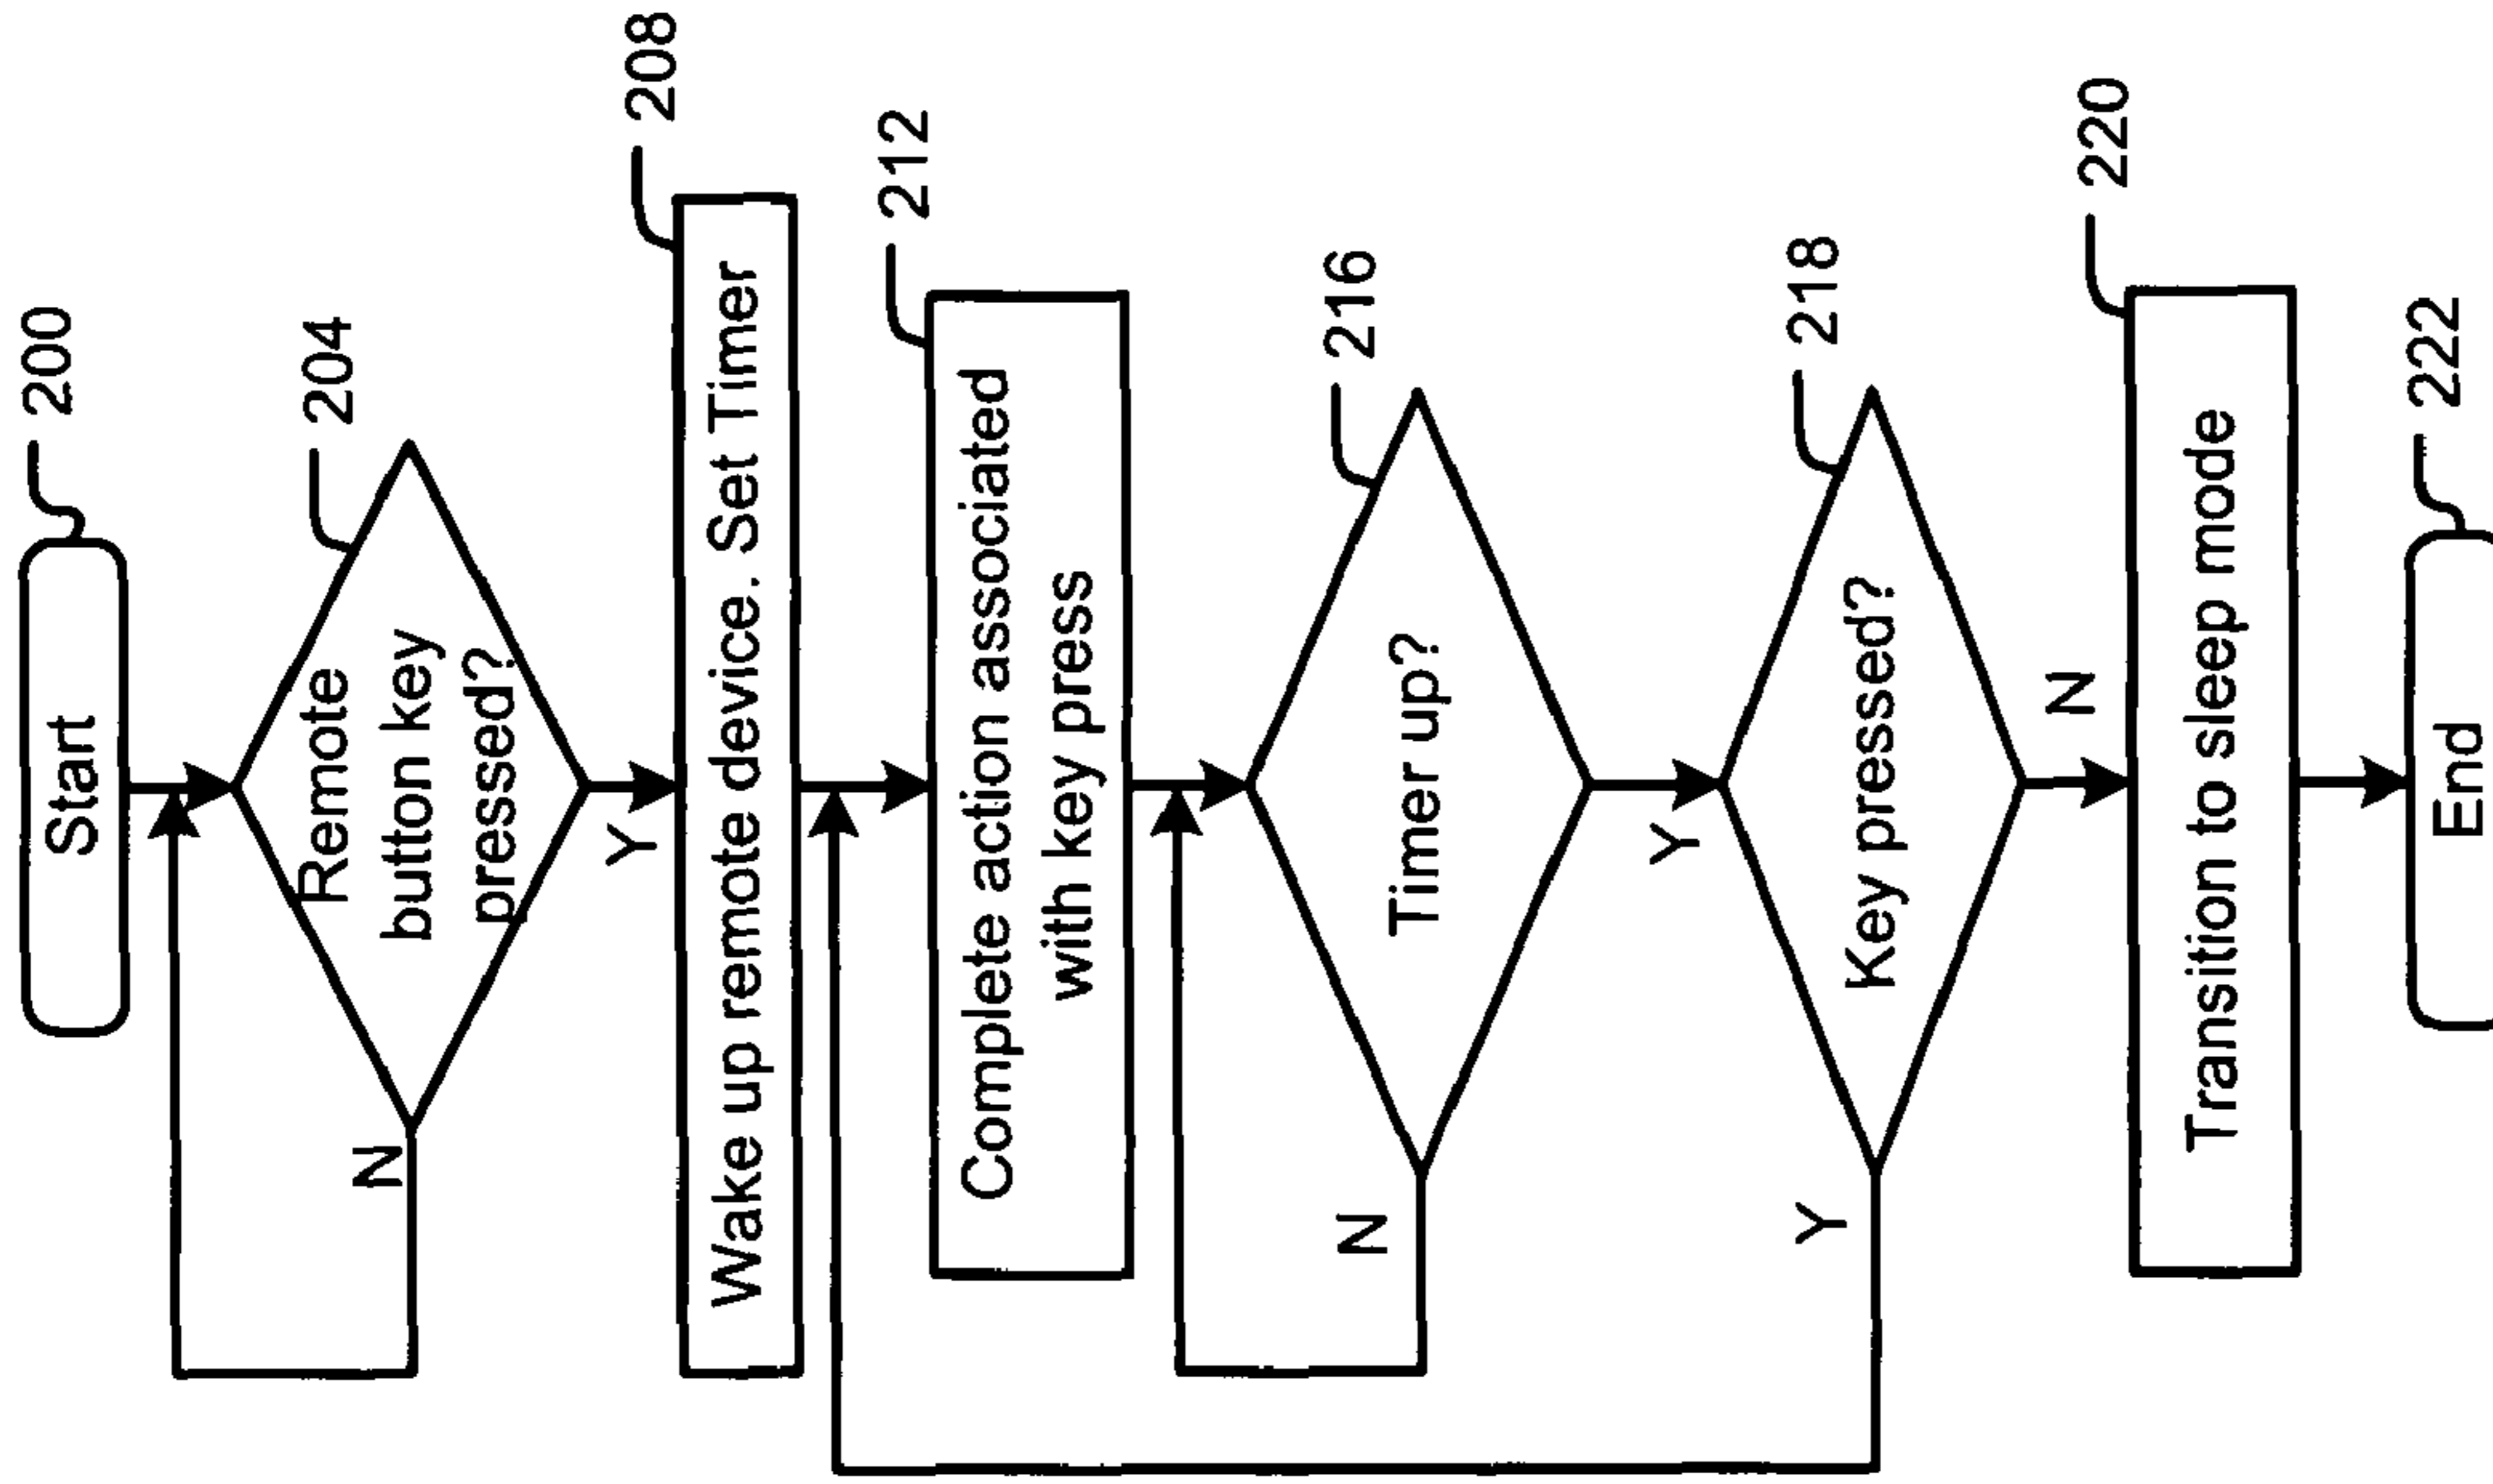 Start
200
Remote
button key
pressed?
204
N
Y
Wake up remote device. Set Timer
208
Complete action associated
with key press
212
Timer up?
216
N
Y
Key pressed?
218
Y
N
Transition to sleep mode
220
End
222